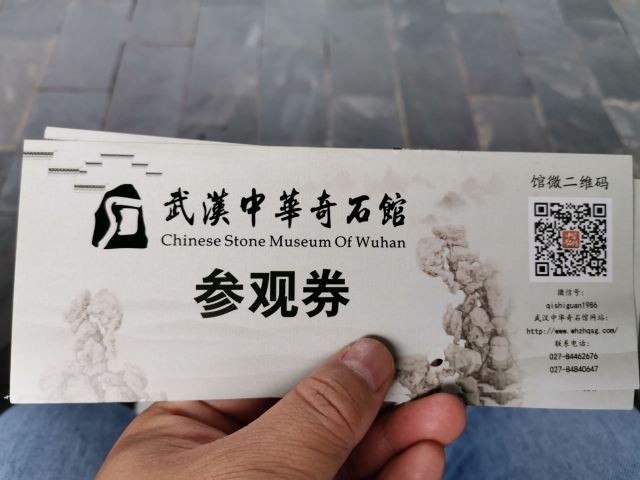 武漢中華奇石館
Chinese Stone Museum Of Wuhan
参观券
馆微二维码
微信号:
qishiguan1986
武汉中华奇石馆网站:
http://www.whzhqsg.com/
联系电话:
027-84462676
027-84840647